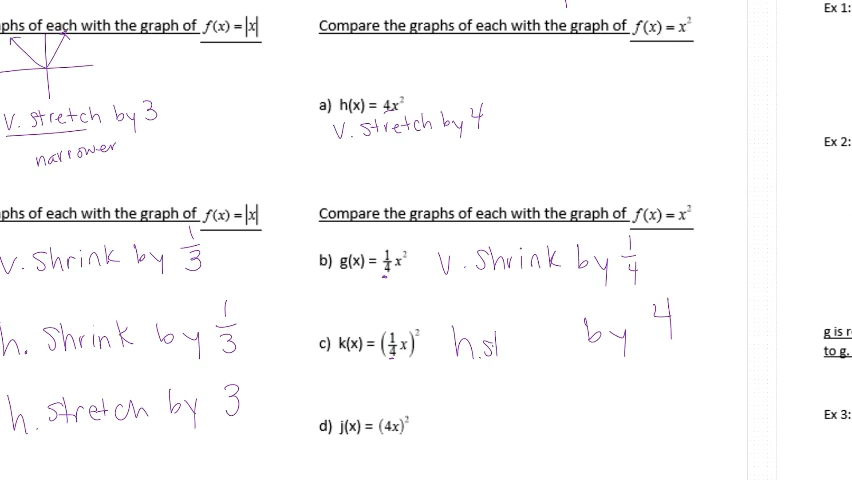 phs of each with the graph of f(x) = |x|
v. stretch by 3
narrower
phs of each with the graph of f(x) = |x|
v. shrink by 1/3
h. shrink by 1/3
h. stretch by 3
Compare the graphs of each with the graph of f(x) = x²
a) h(x) = 4x²
v. stretch by 4
Compare the graphs of each with the graph of f(x) = x²
b) g(x) = 1/4 x² v. shrink by 1/4
c) k(x) = (1/4 x)² h. st by 4
d) j(x) = (4x)²
Ex 1:
Ex 2:
g is r
to g.
Ex 3: